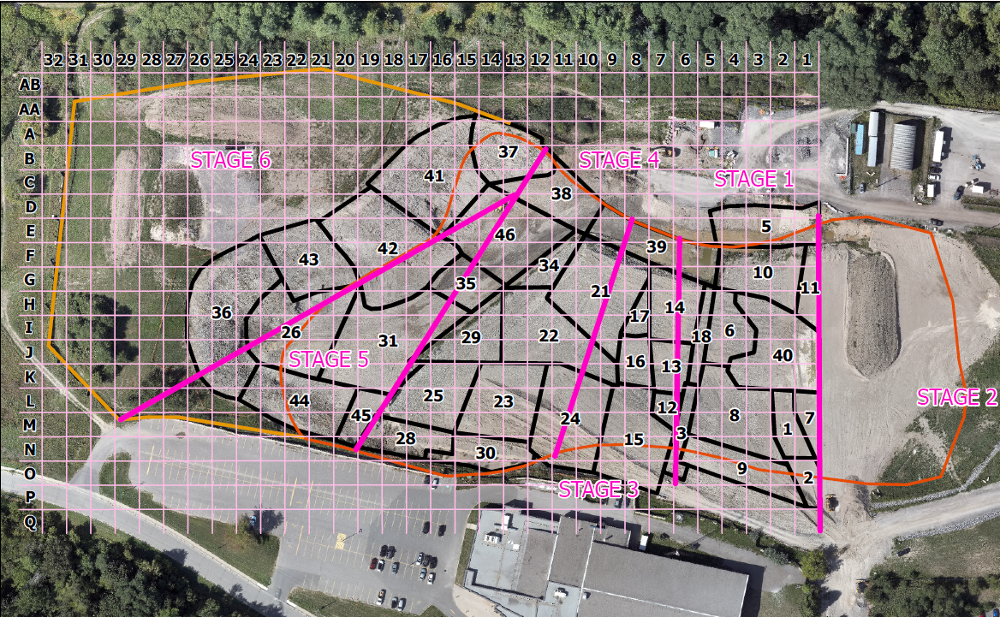 32 31 30 29 28 27 26 25 24 23 22 21 20 19 18 17 16 15 14 13 12 11 10 9 8 7 6 5 4 3 2 1
AB
AA
A
37
B
STAGE 6
STAGE 4
41
STAGE 1
C
38
D
5
E
46
39
42
43
F
34
10
G
35
21
11
H
36
14
17
I
26
6
18
22
29
31
J
40
STAGE 5
16
K
13
25
STAGE 2
L
44
23
12
45
8
24
7
M
1
3
28
15
N
30
9
O
2
STAGE 3
P
Q